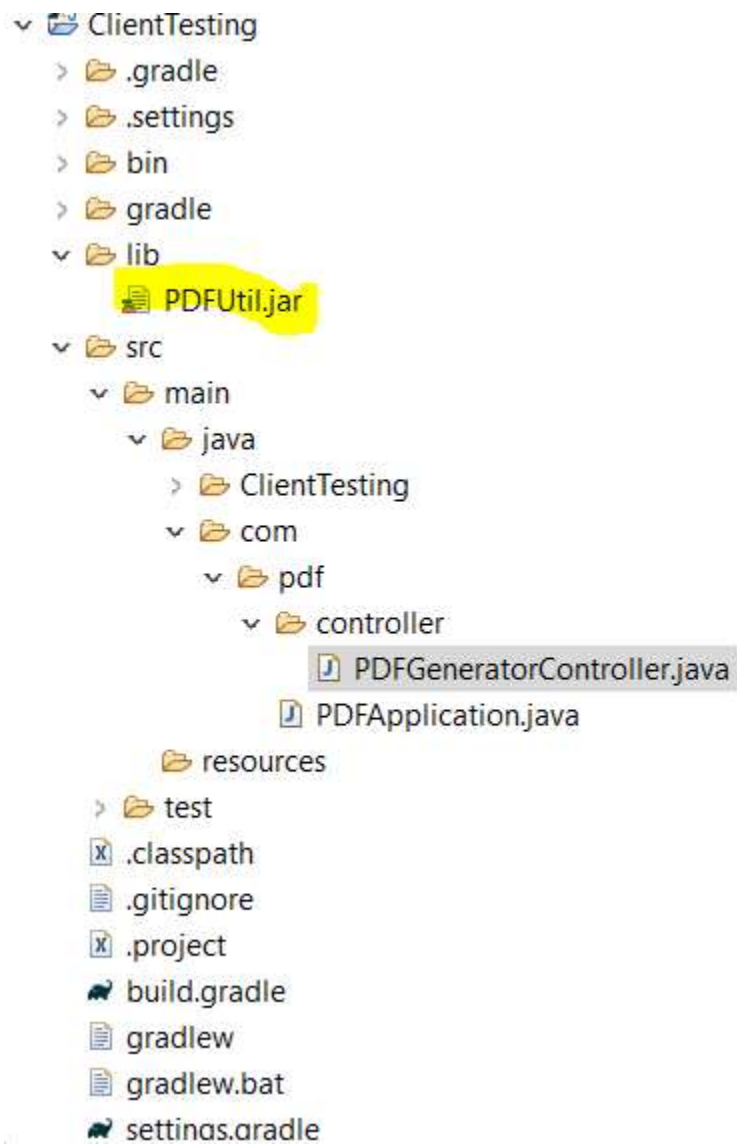 ClientTesting
.gradle
.settings
bin
gradle
lib
PDFUtil.jar
src
main
java
ClientTesting
com
pdf
controller
PDFGeneratorController.java
PDFApplication.java
resources
test
.classpath
.gitignore
.project
build.gradle
gradlew
gradlew.bat
settings.gradle